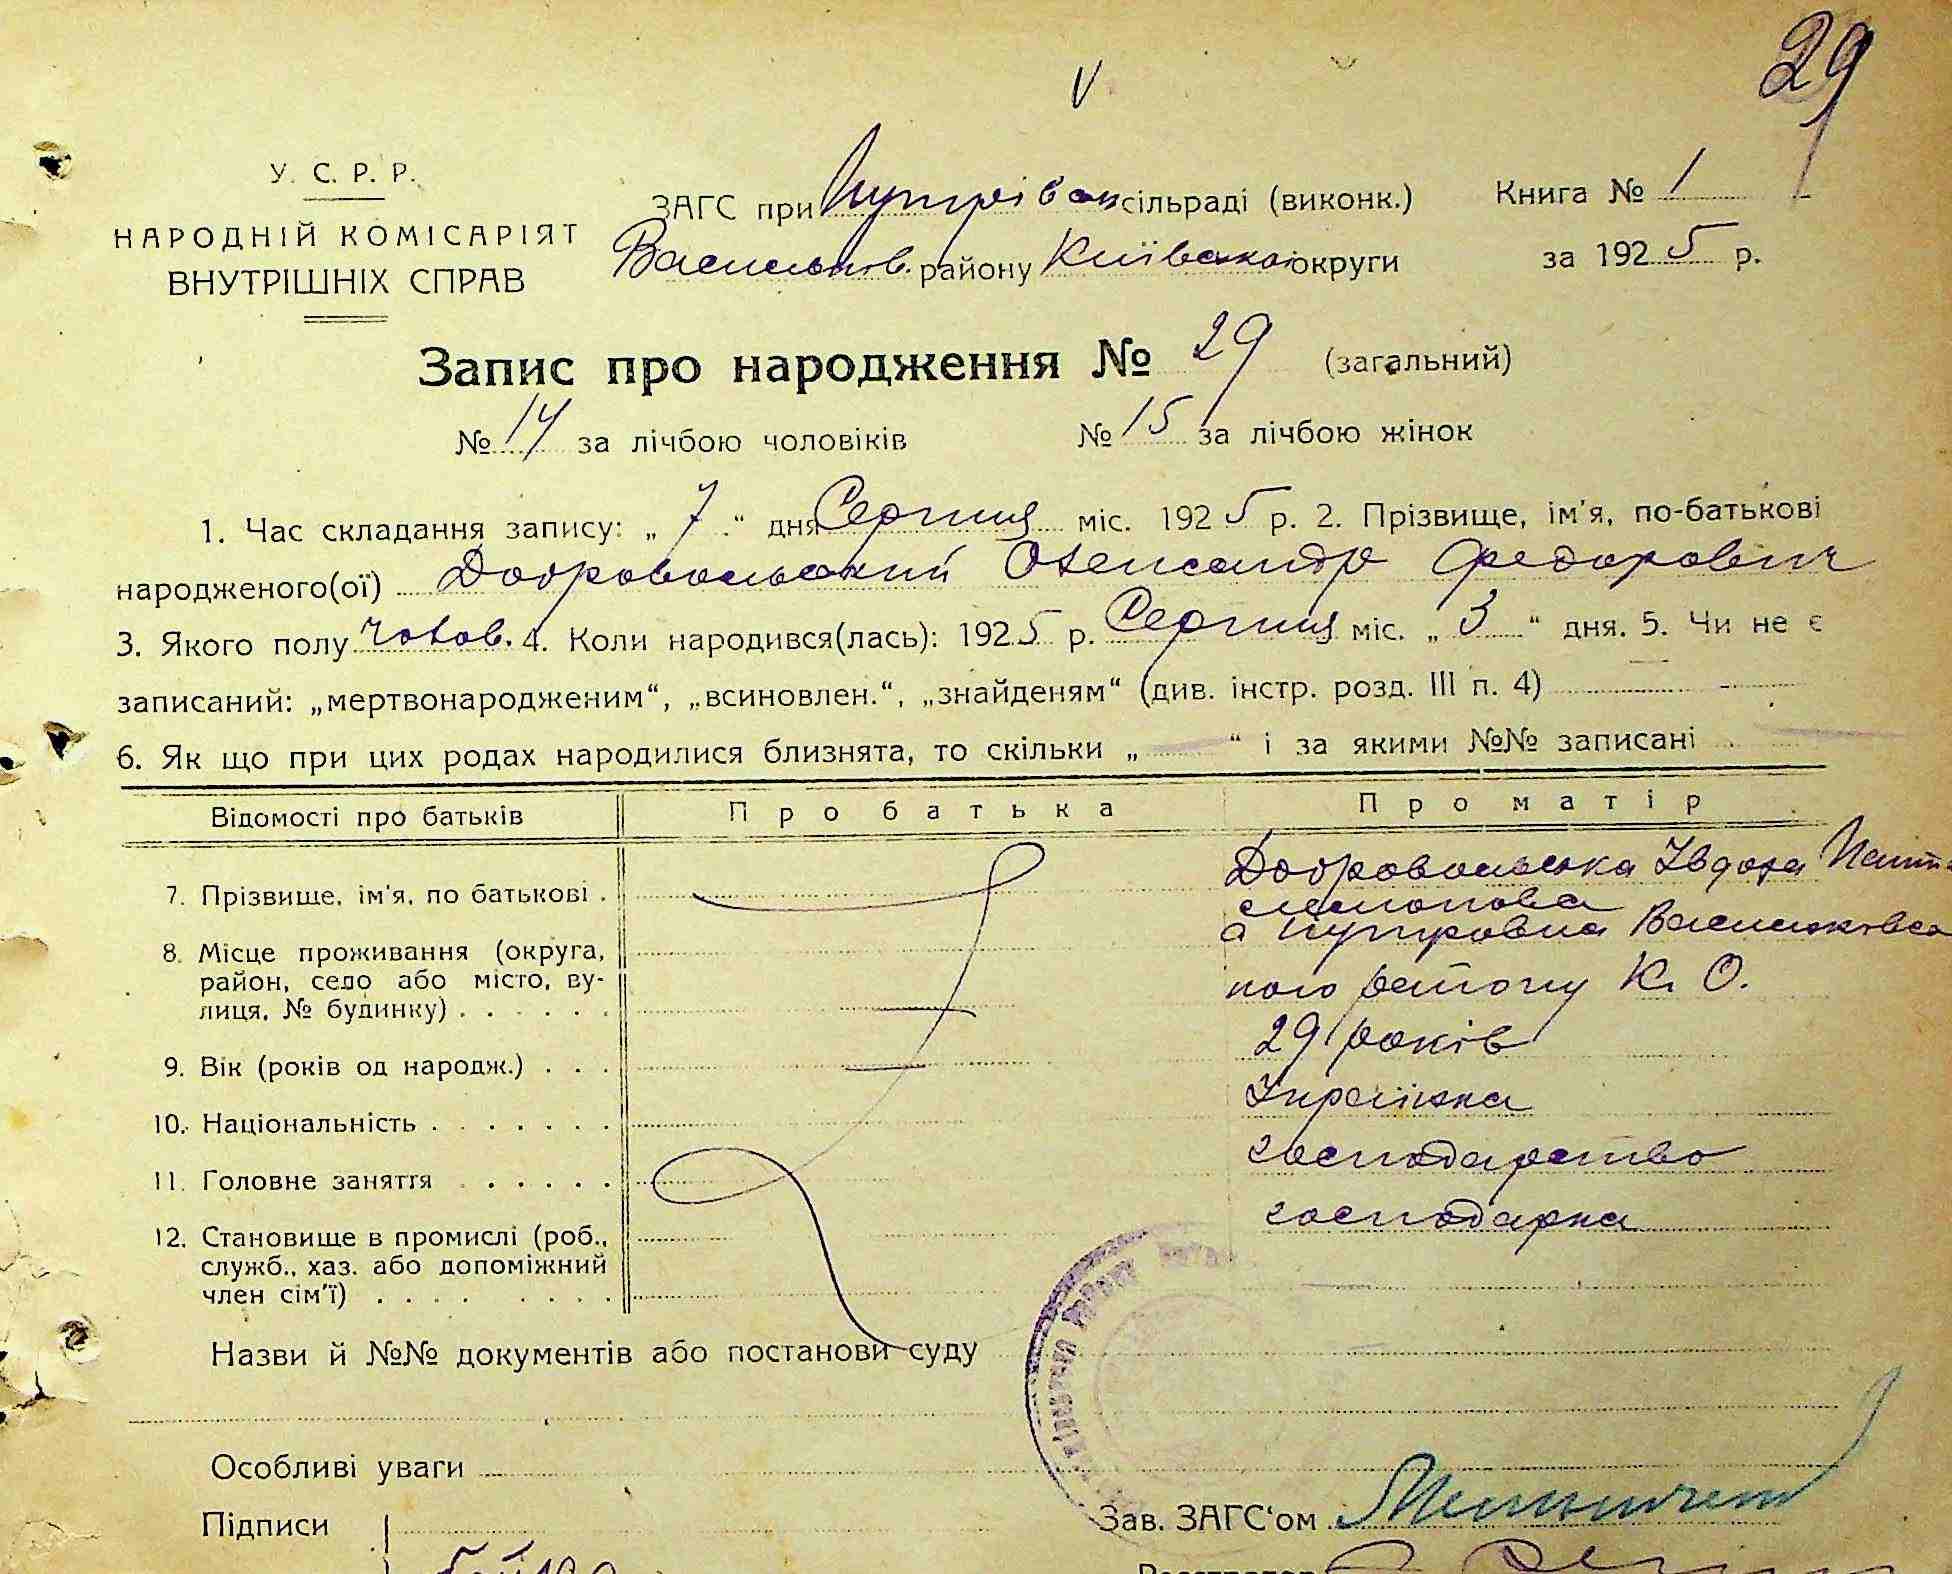 29
У. С. Р. Р.
НАРОДНІЙ КОМІСАРІЯТ
ВНУТРІШНІХ СПРАВ
ЗАГС при Путрівск сільраді (виконк.)
Васильків. району Київської округи
Книга № 1
за 1925 р.
Запис про народження № 29 (загальний)
№ 14 за лічбою чоловіків № 15 за лічбою жінок
1. Час складання запису: „ 7 “ дня Серпня міс. 1925 р. 2. Прізвище, ім'я, по-батькові
народженого(ої) Добровольський Олександр Федорович
3. Якого полу чолов. 4. Коли народився(лась): 1925 р. Серпня міс. „ 3 “ дня. 5. Чи не є
записаний: „мертвонародженим“, „всиновлен.“, „знайденям“ (див. інстр. розд. III п. 4)
6. Як що при цих родах народилися близнята, то скільки „ — “ і за якими №№ записані
Відомості про батьків Про батька Про матір
7. Прізвище, ім'я, по батькові . Добровольська Івдоха
8. Місце проживання (округа, с Путровка Васильківсь
район, село або місто, ву- кого району К. О.
лиця, № будинку) . . . . . .
9. Вік (років од народж.) . . . 29 років
10. Національність . . . . . . . Українка
11. Головне заняття . . . . . . господарство
12. Становище в промислі (роб., господарка
служб., хаз. або допоміжний
член сім'ї) . . . . . . . .
Назви й №№ документів або постанови суду
Особливі уваги
Зав. ЗАГС'ом
Підписи